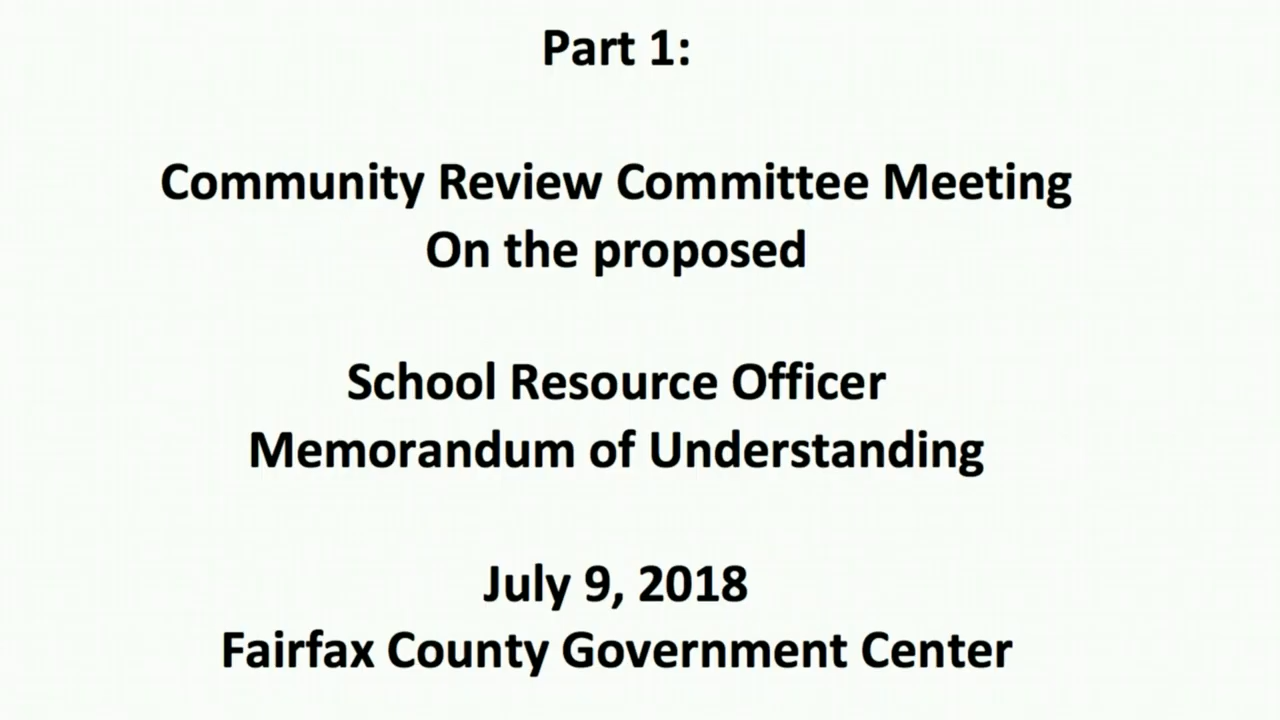 Part 1:
Community Review Committee Meeting
On the proposed
School Resource Officer
Memorandum of Understanding
July 9, 2018
Fairfax County Government Center